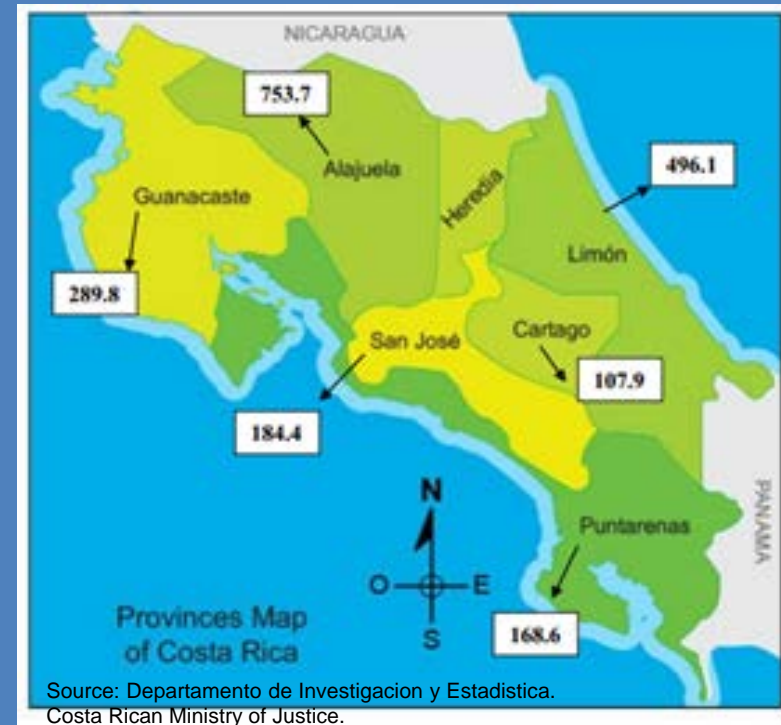 NICARAGUA
753.7
Alajuela
Heredia
496.1
Guanacaste
Limón
289.8
San José
Cartago
107.9
184.4
N
PANAMA
Puntarenas
O
E
Provinces Map
of Costa Rica
S
168.6
Source: Departamento de Investigacion y Estadistica.
Costa Rican Ministry of Justice.